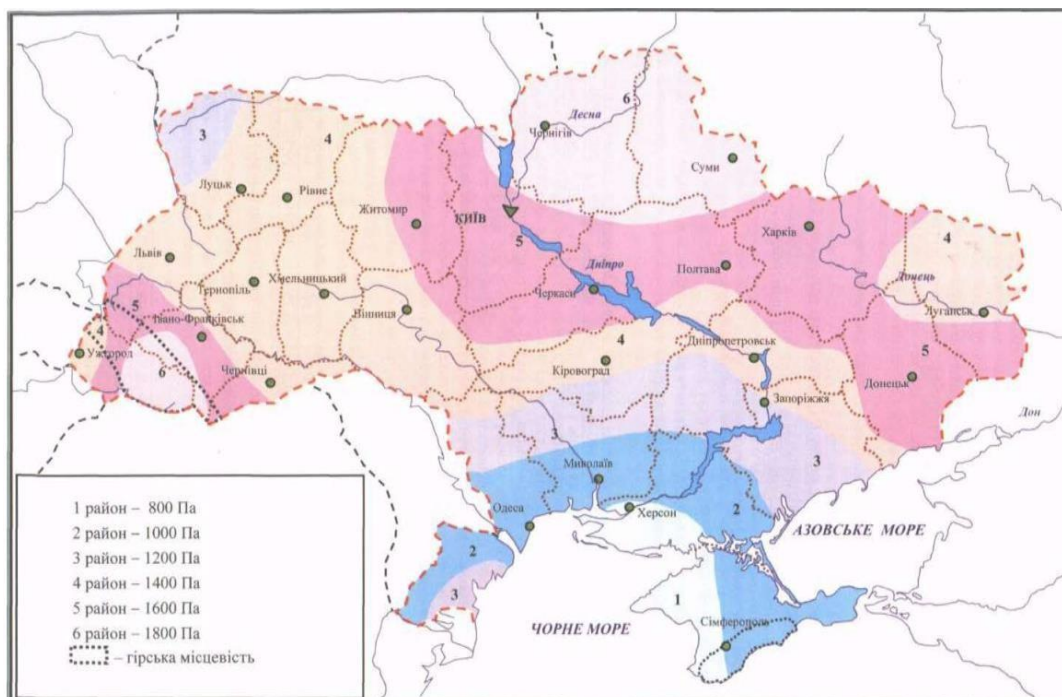 6
Десна
Чернігів
3
4
Суми
Луцьк
Рівне
Житомир
КИЇВ
Харків
5
4
Львів
Дніпро
Полтава
Донець
Тернопіль
Хмельницький
Черкаси
5
Вінниця
Луганськ
Івано-Франківськ
4
Ужгород
4
Дніпропетровськ
5
6
Кіровоград
Чернівці
Донецьк
Запоріжжя
Дон
3
3
Миколаїв
1 район – 800 Па
2 район – 1000 Па
3 район – 1200 Па
4 район – 1400 Па
5 район – 1600 Па
6 район – 1800 Па
– гірська місцевість
Одеса
Херсон
2
АЗОВСЬКЕ МОРЕ
2
3
1
ЧОРНЕ МОРЕ
Сімферополь